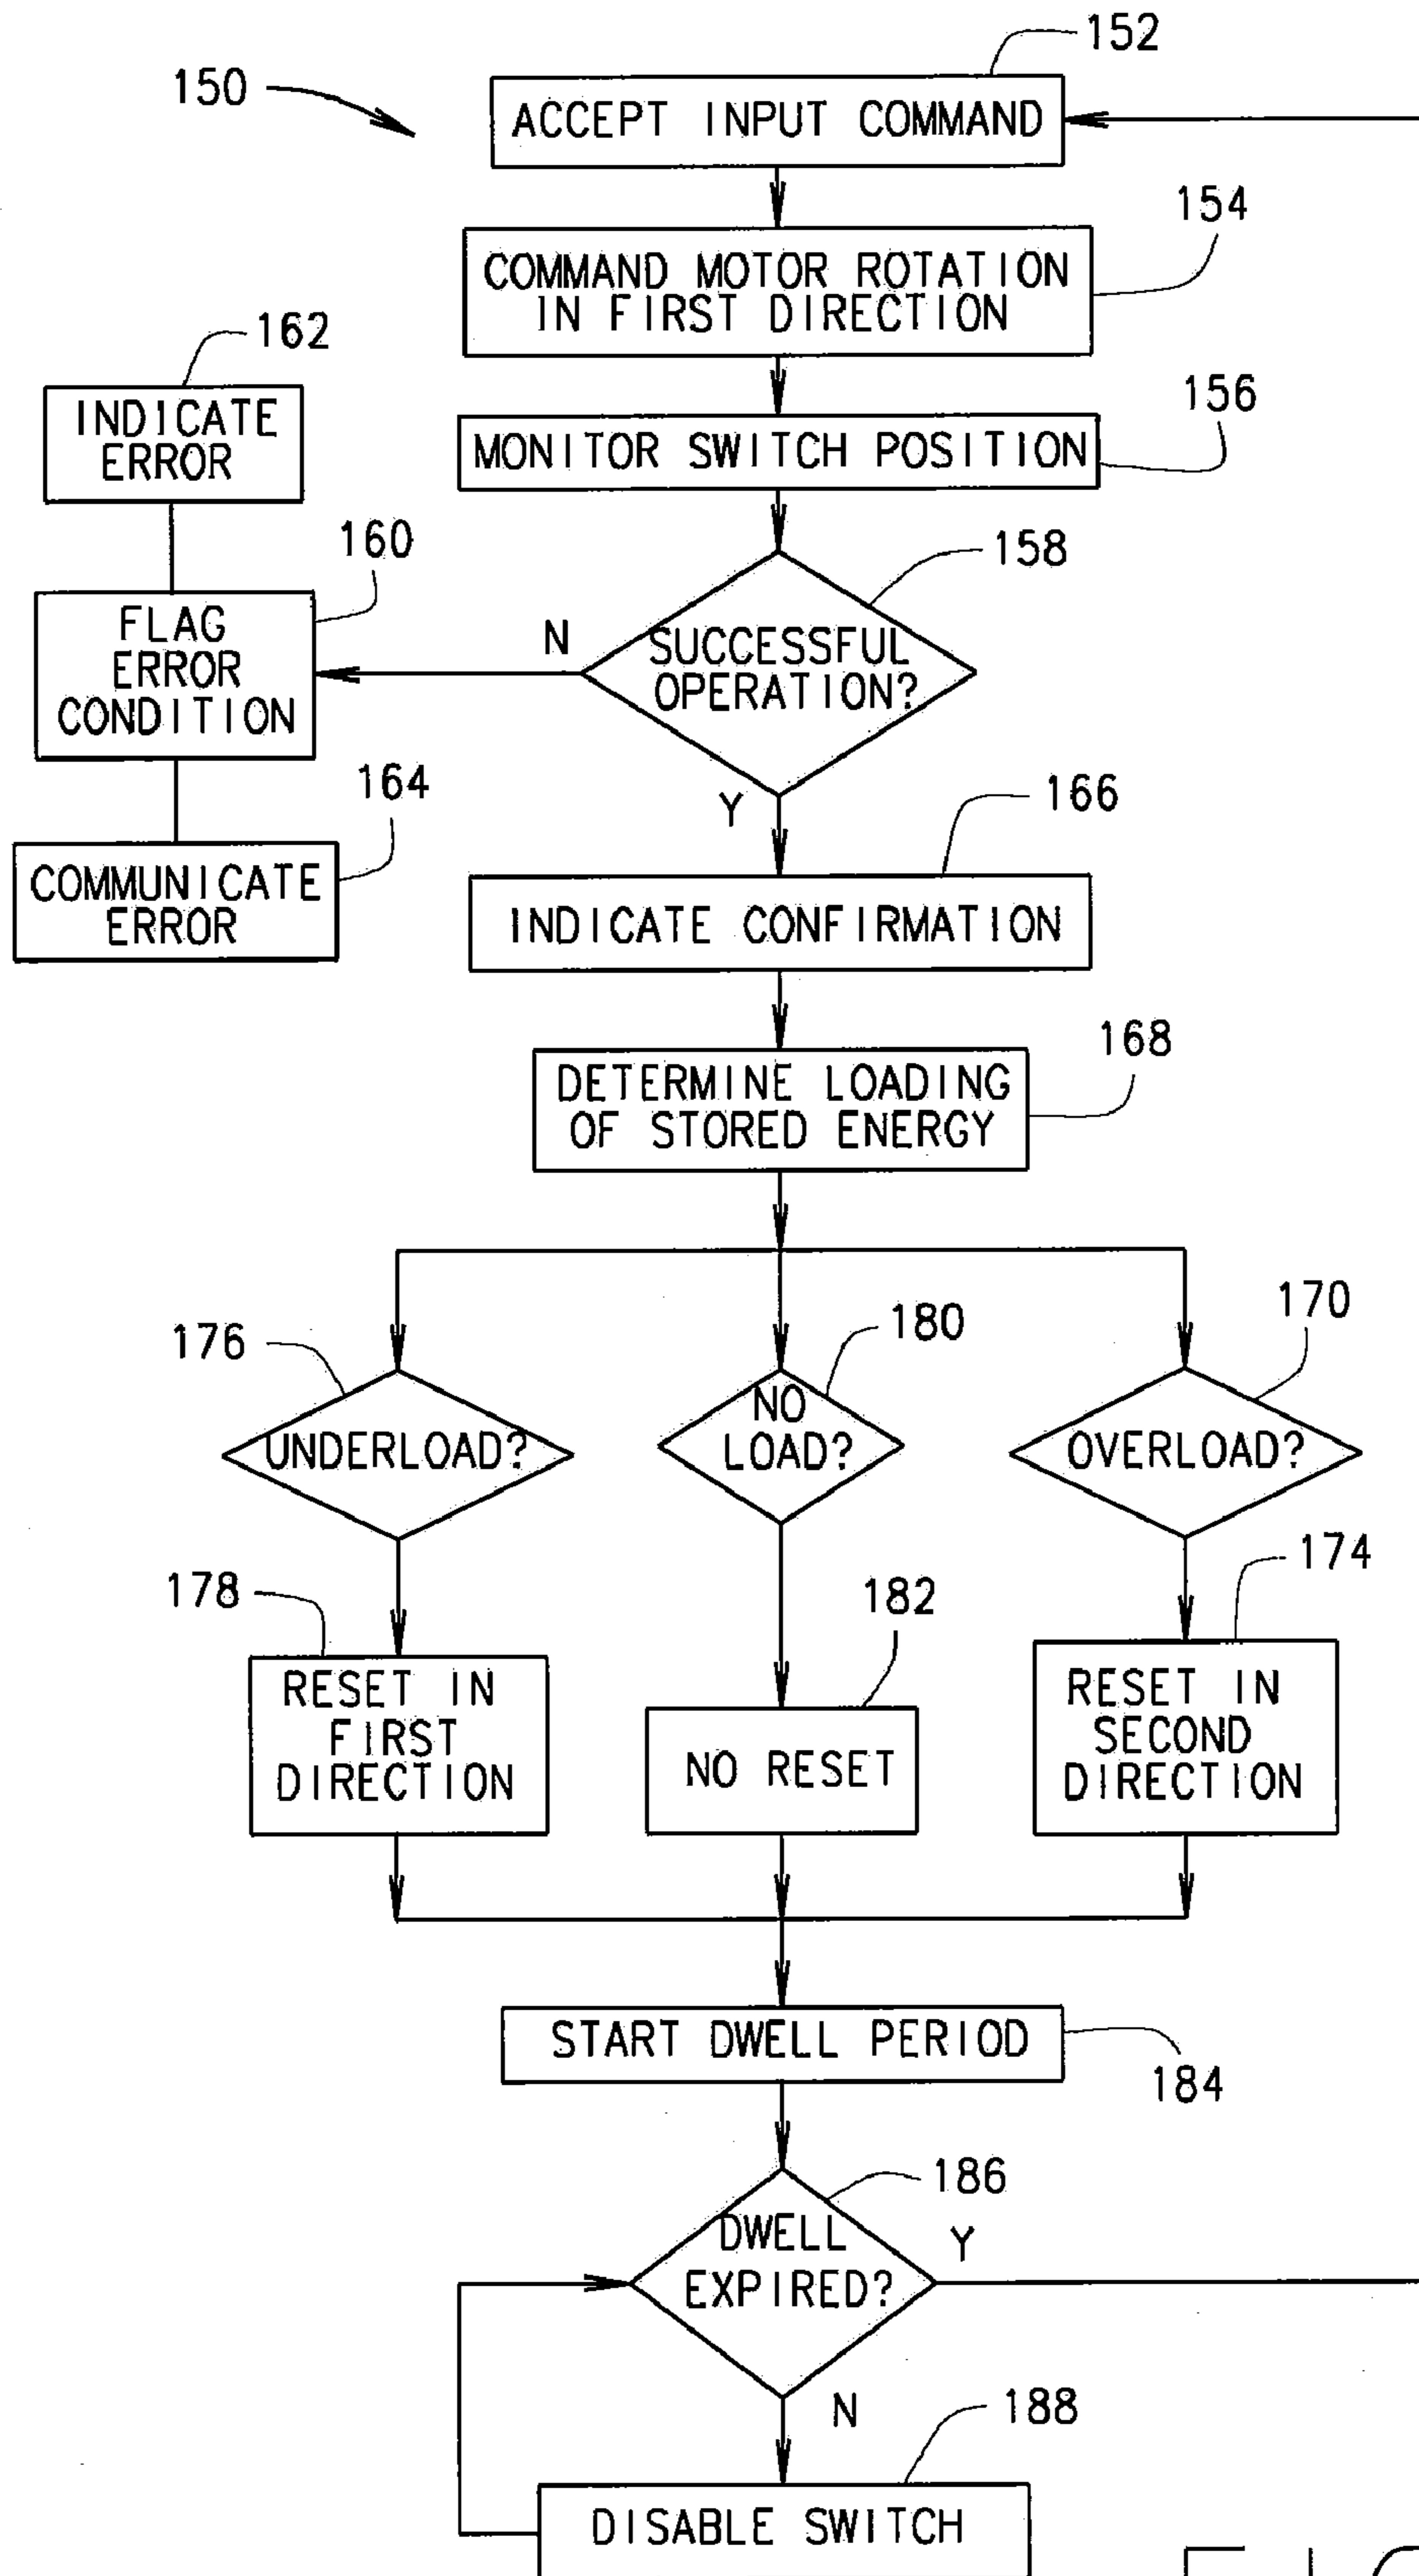 152
150
ACCEPT INPUT COMMAND
154
COMMAND MOTOR ROTATION
IN FIRST DIRECTION
162
INDICATE
ERROR
156
MONITOR SWITCH POSITION
160
158
FLAG
ERROR
CONDITION
N
SUCCESSFUL
OPERATION?
164
Y
166
COMMUNICATE
ERROR
INDICATE CONFIRMATION
168
DETERMINE LOADING
OF STORED ENERGY
176
180
170
UNDERLOAD?
NO
LOAD?
OVERLOAD?
178
182
174
RESET IN
FIRST
DIRECTION
NO RESET
RESET IN
SECOND
DIRECTION
START DWELL PERIOD
184
186
DWELL
EXPIRED?
Y
N
188
DISABLE SWITCH